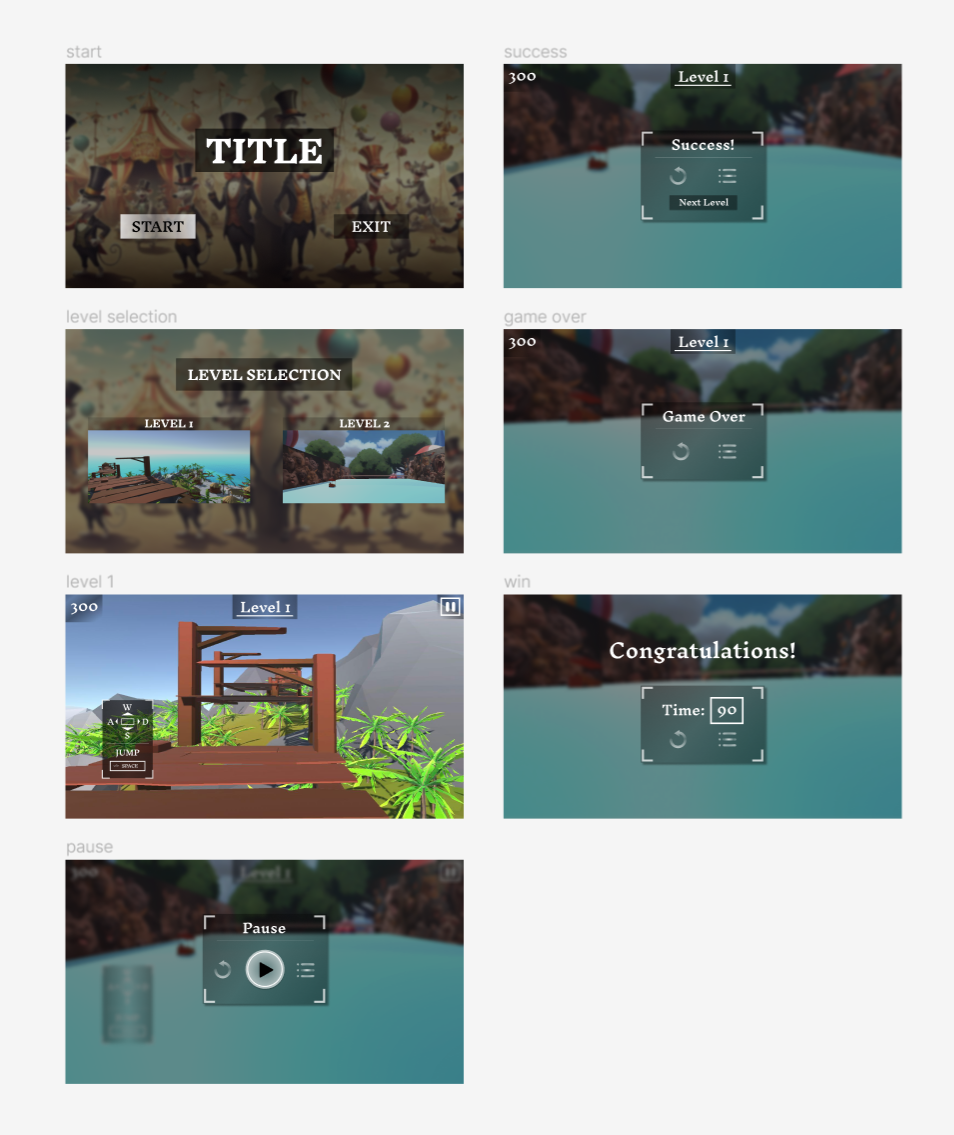 start
TITLE
START
EXIT
success
300
Level 1
Success!
Next Level
level selection
LEVEL SELECTION
LEVEL 1
LEVEL 2
game over
300
Level 1
Game Over
level 1
300
Level 1
W
A D
S
JUMP
SPACE
win
Congratulations!
Time: 90
pause
300
Level 1
Pause